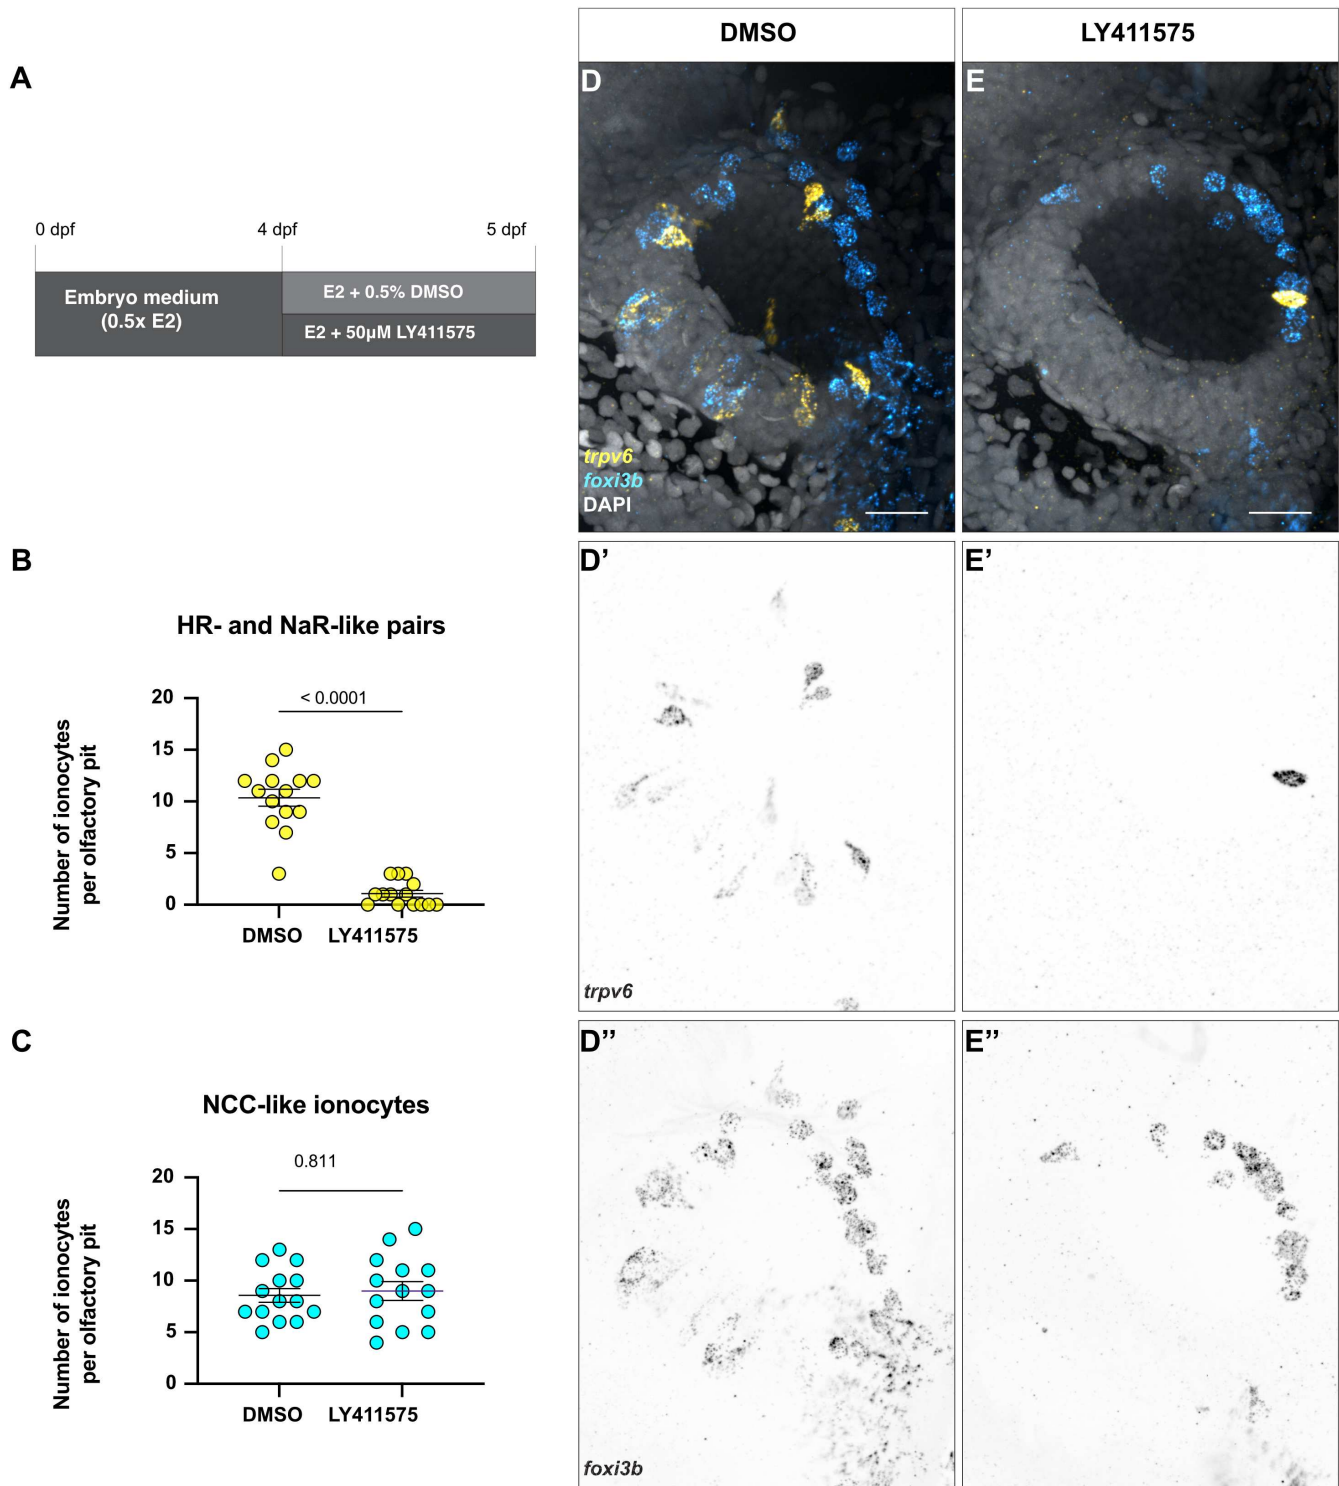 DMSO
LY411575
A
0 dpf
4 dpf
5 dpf
Embryo medium
(0.5x E2)
E2 + 0.5% DMSO
E2 + 50µM LY411575
D
trpv6
foxi3b
DAPI
E
B
HR- and NaR-like pairs
Number of ionocytes
per olfactory pit
20
15
10
5
0
< 0.0001
DMSO
LY411575
D’
trpv6
E’
C
NCC-like ionocytes
Number of ionocytes
per olfactory pit
20
15
10
5
0
0.811
DMSO
LY411575
D’’
foxi3b
E’’